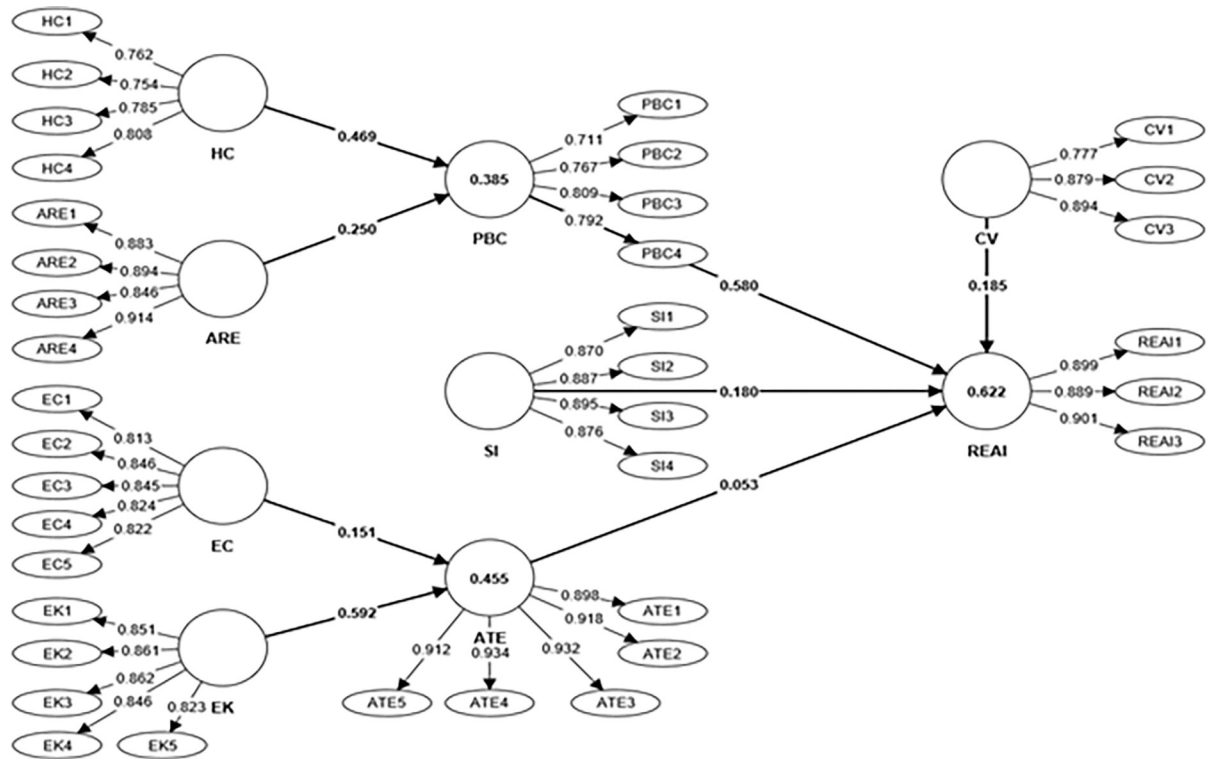 HC1
0.762
HC2
0.754
HC3
0.785
HC4
0.808
HC
0.469
ARE1
0.883
ARE2
0.894
ARE3
0.846
ARE4
0.914
ARE
0.250
0.385
PBC
PBC1
0.711
PBC2
0.767
PBC3
0.809
PBC4
0.792
0.580
CV
CV1
0.777
CV2
0.879
CV3
0.894
0.185
SI1
0.870
SI2
0.887
SI3
0.895
SI4
0.876
SI
0.180
0.622
REAI
REAI1
0.899
REAI2
0.889
REAI3
0.901
EC1
0.813
EC2
0.846
EC3
0.845
EC4
0.824
EC5
0.822
EC
0.151
0.053
EK1
0.851
EK2
0.861
EK3
0.862
EK4
0.846
EK5
0.823
EK
0.592
0.455
ATE
ATE1
0.898
ATE2
0.918
ATE3
0.932
ATE4
0.934
ATE5
0.912